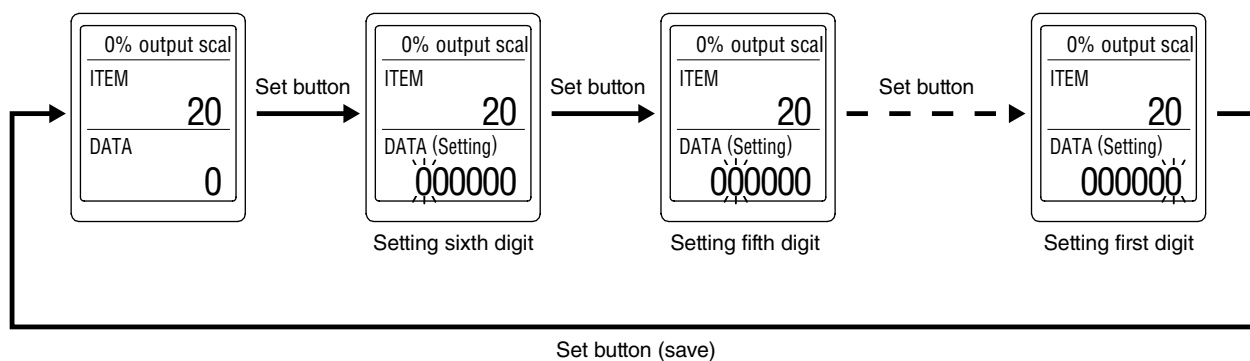 0% output scal
ITEM
20
DATA
0
Set button
0% output scal
ITEM
20
DATA (Setting)
000000
Setting sixth digit
Set button
0% output scal
ITEM
20
DATA (Setting)
000000
Setting fifth digit
Set button
0% output scal
ITEM
20
DATA (Setting)
000000
Setting first digit
Set button (save)